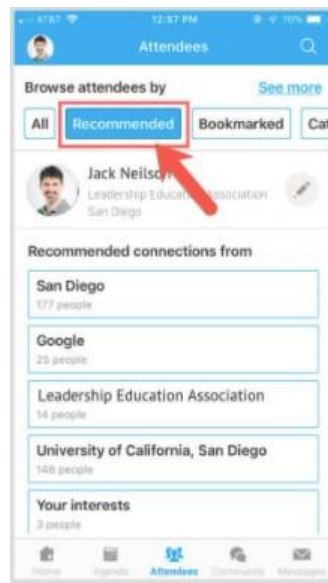 AT&T 12:57 PM 70%
Attendees
Browse attendees by See more
All Recommended Bookmarked Cat
Jack Neilson
Leadership Education Association
San Diego
Recommended connections from
San Diego
177 people
Google
25 people
Leadership Education Association
14 people
University of California, San Diego
148 people
Your interests
3 people
Home Agenda Attendees Community Messages